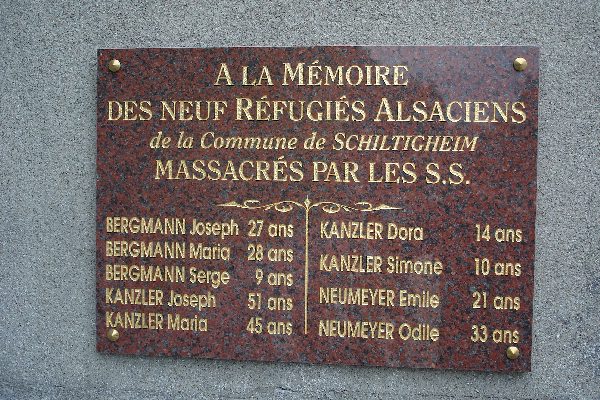 A LA MÉMOIRE
DES NEUF RÉFUGIÉS ALSACIENS
de la Commune de SCHILTIGHEIM
MASSACRÉS PAR LES S.S.
BERGMANN Joseph 27 ans
BERGMANN Maria 28 ans
BERGMANN Serge 9 ans
KANZLER Joseph 51 ans
KANZLER Maria 45 ans
KANZLER Dora 14 ans
KANZLER Simone 10 ans
NEUMEYER Emile 21 ans
NEUMEYER Odile 33 ans